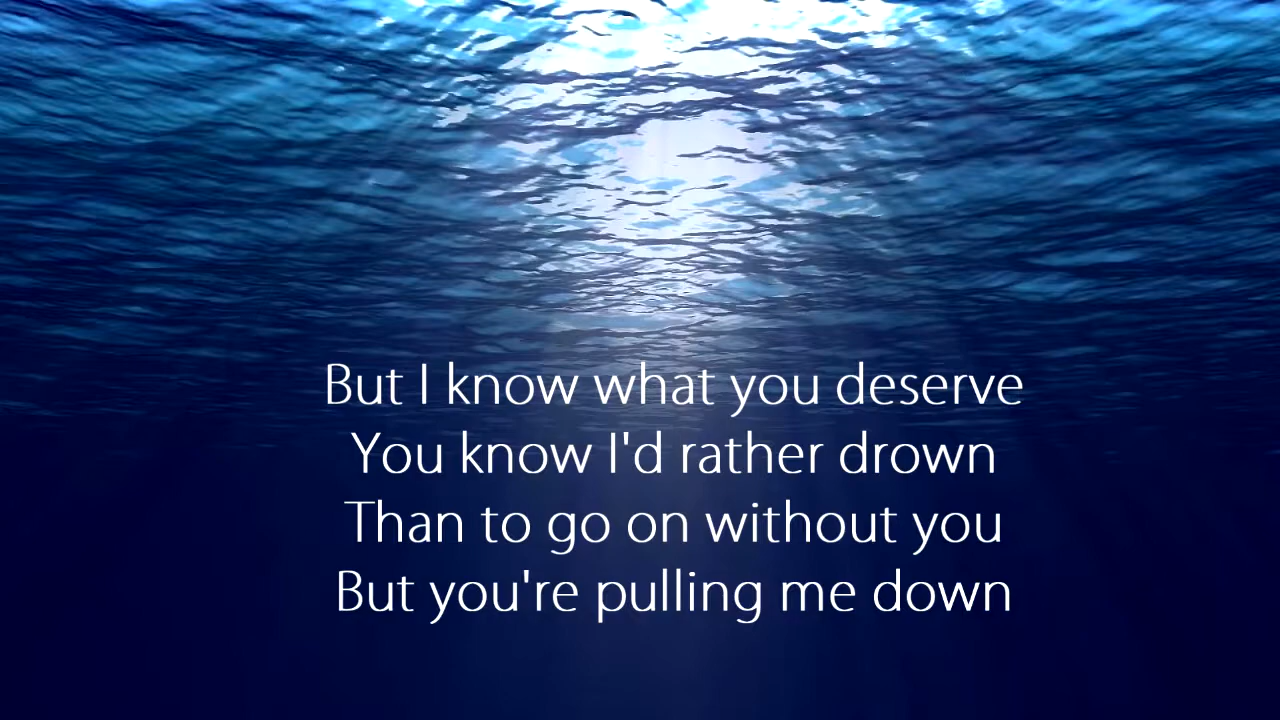 But I know what you deserve
You know I'd rather drown
Than to go on without you
But you're pulling me down